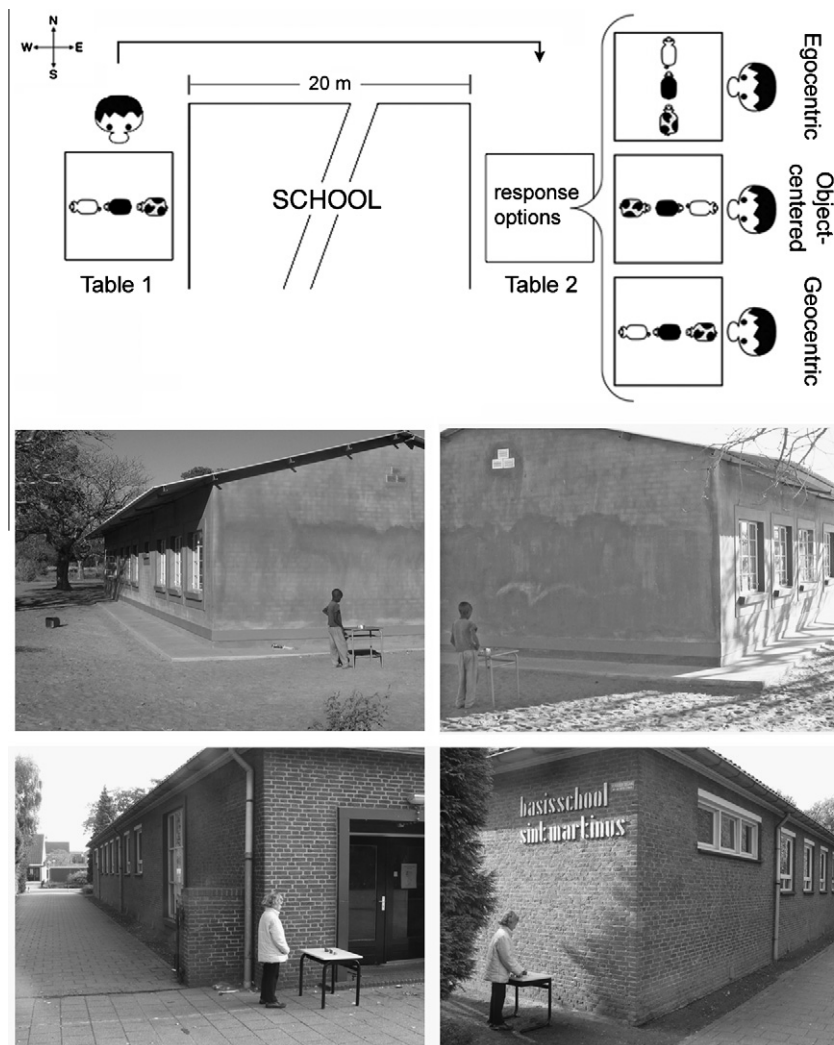 N
W E
S
20 m
SCHOOL
Table 1
response
options
Table 2
Egocentric
Object-
centered
Geocentric
basisschool
sint martinus